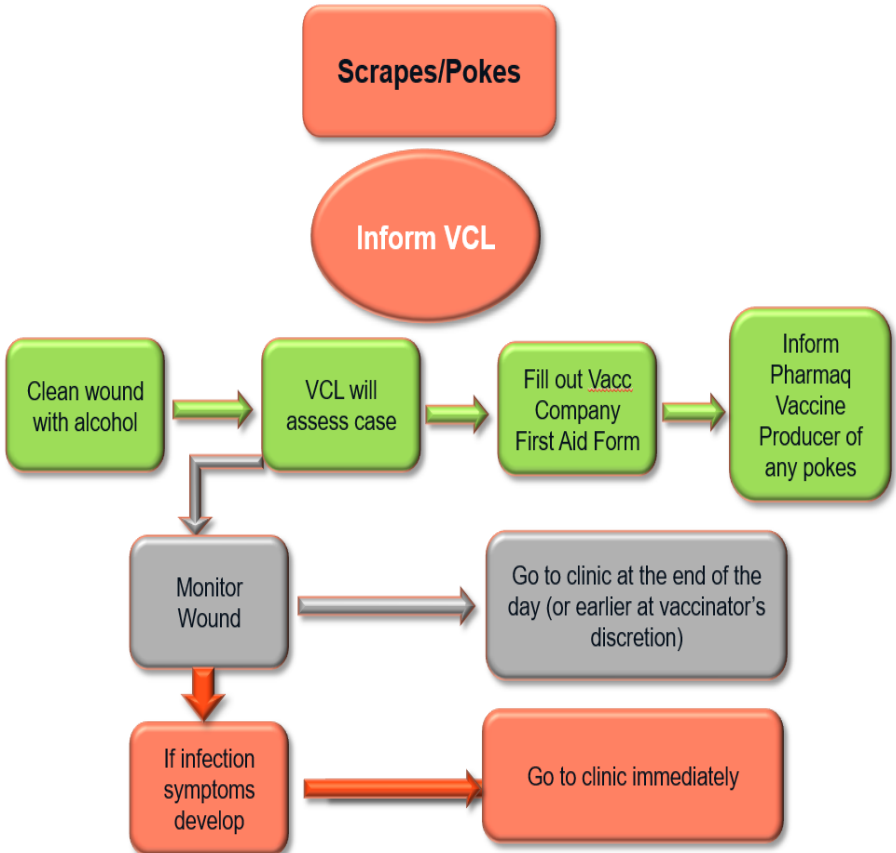 Scrapes/Pokes
Inform VCL
Clean wound
with alcohol
VCL will
assess case
Fill out Vacc
Company
First Aid Form
Inform
Pharmaq
Vaccine
Producer of
any pokes
Monitor
Wound
Go to clinic at the end of the
day (or earlier at vaccinator’s
discretion)
If infection
symptoms
develop
Go to clinic immediately